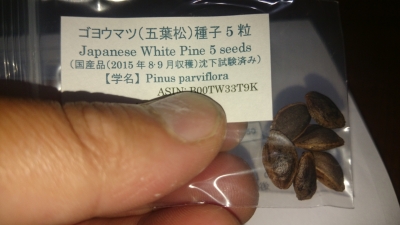 ゴヨウマツ(五葉松)種子5粒
Japanese White Pine 5 seeds
(国産品(2015年8・9月収穫)沈下試験済み)
【学名】Pinus parviflora
ASIN: B00TW33T9K